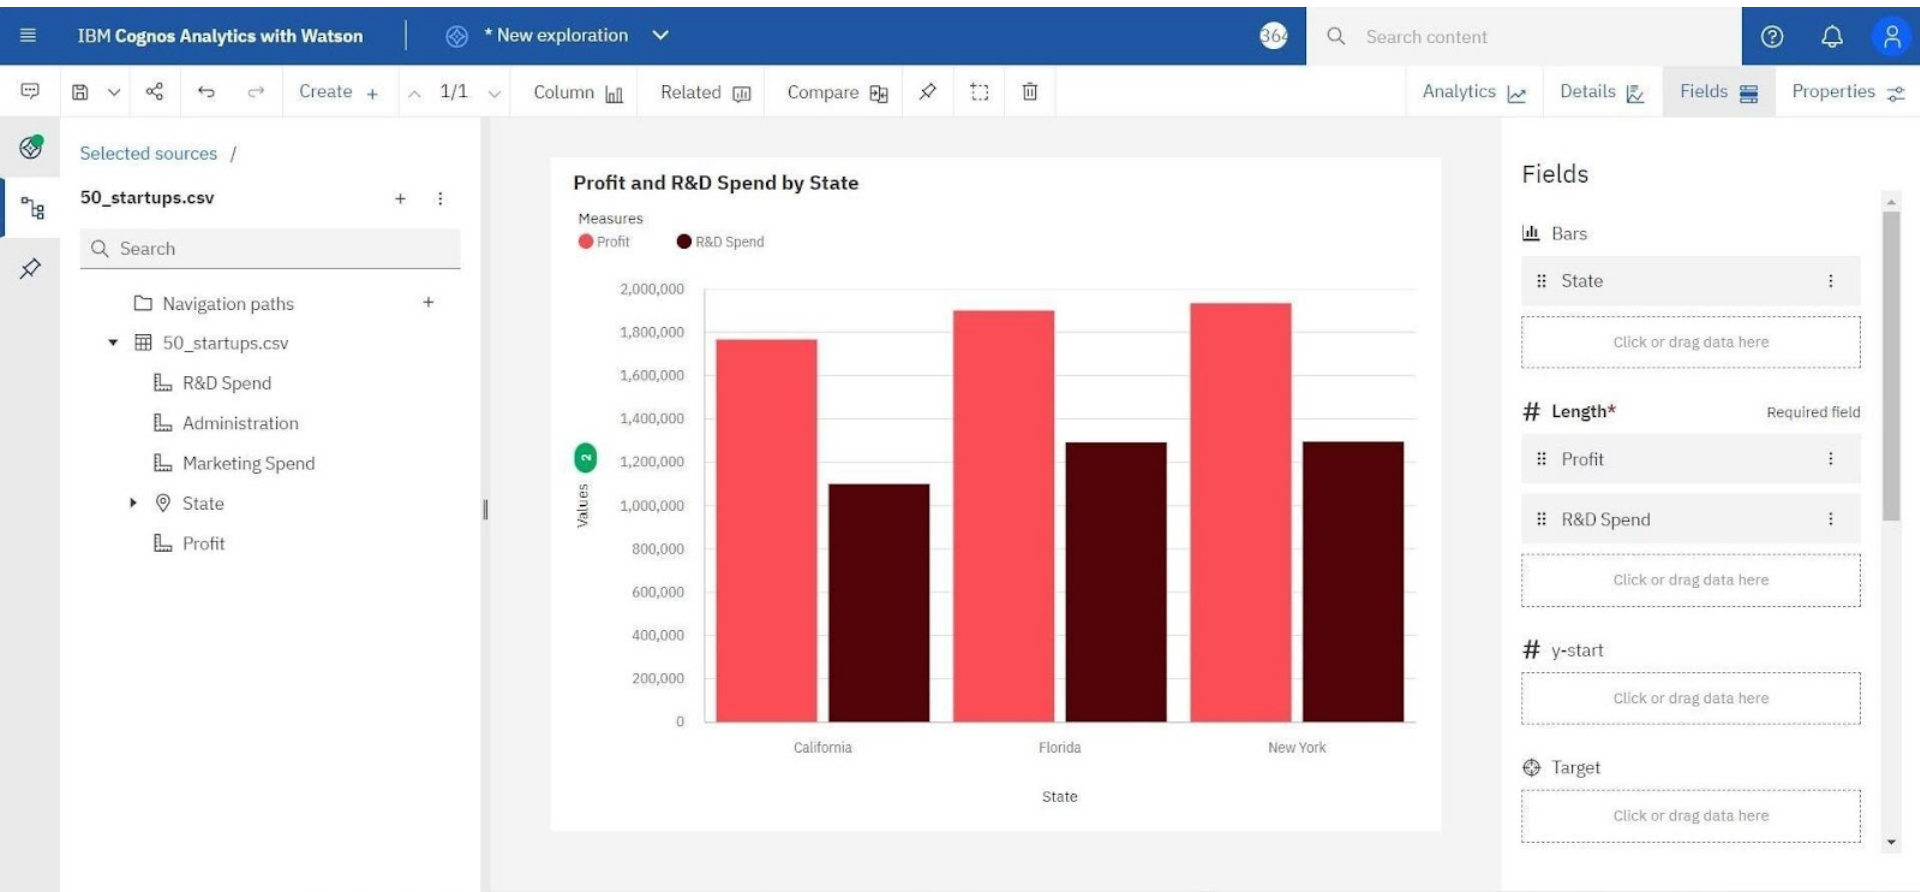 IBM Cognos Analytics with Watson
* New exploration
364
Search content
Create +
1/1
Column
Related
Compare
Analytics
Details
Fields
Properties
Selected sources /
50_startups.csv
Search
Navigation paths
50_startups.csv
R&D Spend
Administration
Marketing Spend
State
Profit
Profit and R&D Spend by State
Measures
Profit
R&D Spend
2,000,000
1,800,000
1,600,000
1,400,000
1,200,000
1,000,000
800,000
600,000
400,000
200,000
0
Values
2
California
Florida
New York
State
Fields
Bars
State
Click or drag data here
# Length*
Required field
Profit
R&D Spend
Click or drag data here
# y-start
Click or drag data here
Target
Click or drag data here